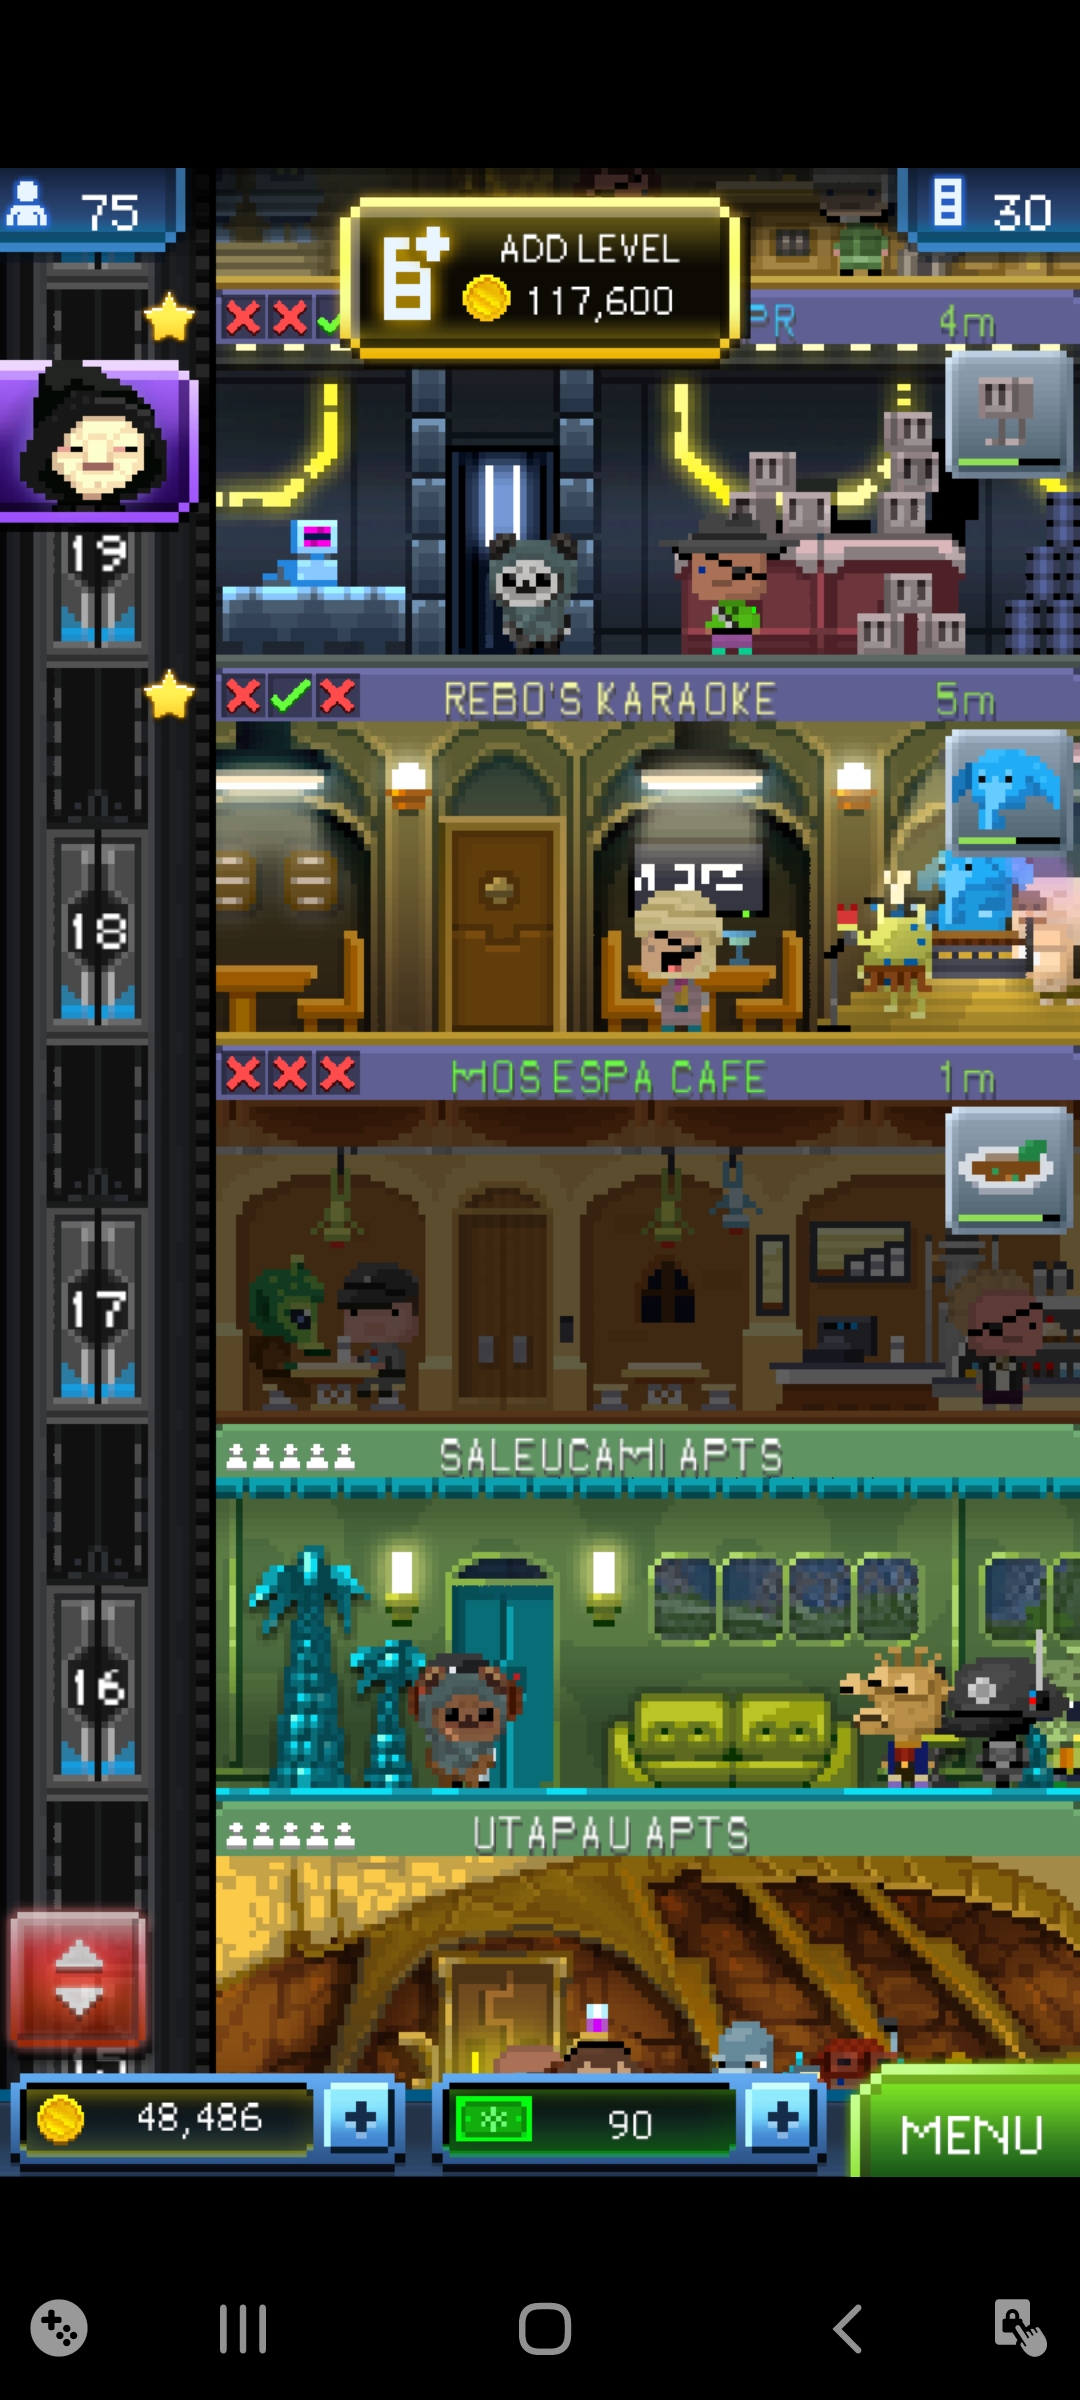 75
30
ADD LEVEL
117,600
PR
4m
19
REBO'S KARAOKE
5m
18
MOS ESPA CAFE
1m
17
SALEUCAMI APTS
16
UTAPAU APTS
48,486
90
MENU